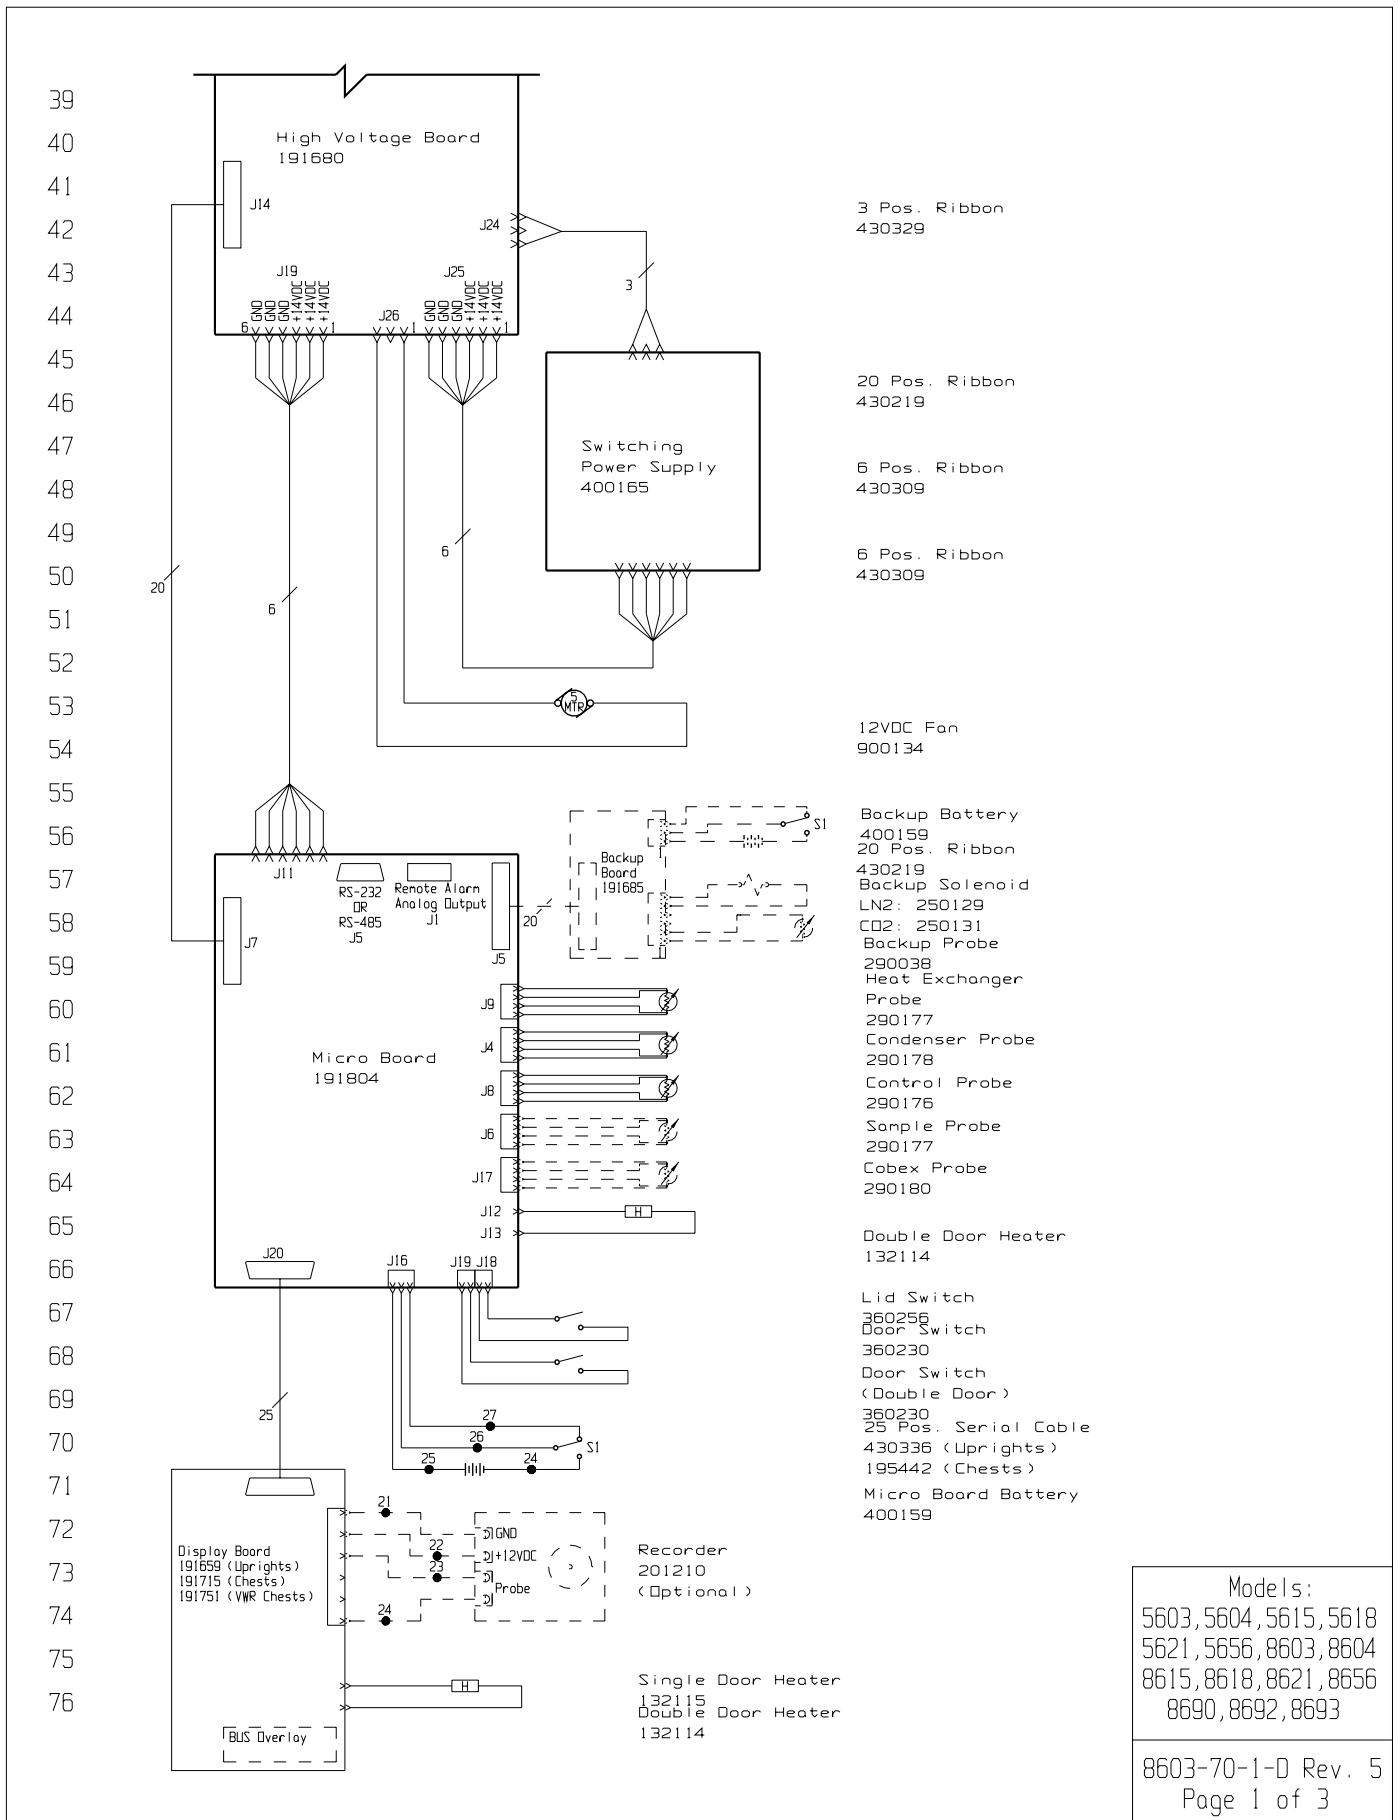 39
40
41
42
43
44
45
46
47
48
49
50
51
52
53
54
55
56
57
58
59
60
61
62
63
64
65
66
67
68
69
70
71
72
73
74
75
76
High Voltage Board
191680
J14
J24
J19
GND
GND
GND
+14VDC
+14VDC
+14VDC
6
1
J26
1
J25
GND
GND
GND
+14VDC
+14VDC
+14VDC
1
3
3 Pos. Ribbon
430329
Switching
Power Supply
400165
20 Pos. Ribbon
430219
6 Pos. Ribbon
430309
6 Pos. Ribbon
430309
20
6
6
5
MTR
12VDC Fan
900134
Backup
Board
191685
1
1
S1
20
Backup Battery
400159
20 Pos. Ribbon
430219
Backup Solenoid
LN2: 250129
CO2: 250131
Backup Probe
290038
Heat Exchanger
Probe
290177
Condenser Probe
290178
Control Probe
290176
Sample Probe
290177
Cobex Probe
290180
Double Door Heater
132114
Lid Switch
360256
Door Switch
360230
Door Switch
(Double Door)
360230
25 Pos. Serial Cable
430336 (Uprights)
195442 (Chests)
Micro Board Battery
400159
J11
RS-232
OR
RS-485
J5
Remote Alarm
Analog Output
J1
J5
J7
Micro Board
191804
J9
J4
J8
J6
J17
J12
J13
H
J20
J16
J19
J18
25
27
26
25
24
S1
Display Board
191659 (Uprights)
191715 (Chests)
191751 (VWR Chests)
21
22
23
24
GND
+12VDC
Probe
Recorder
201210
(Optional)
H
Single Door Heater
132115
Double Door Heater
132114
BUS Overlay
Models:
5603,5604,5615,5618
5621,5656,8603,8604
8615,8618,8621,8656
8690,8692,8693
8603-70-1-D Rev. 5
Page 1 of 3